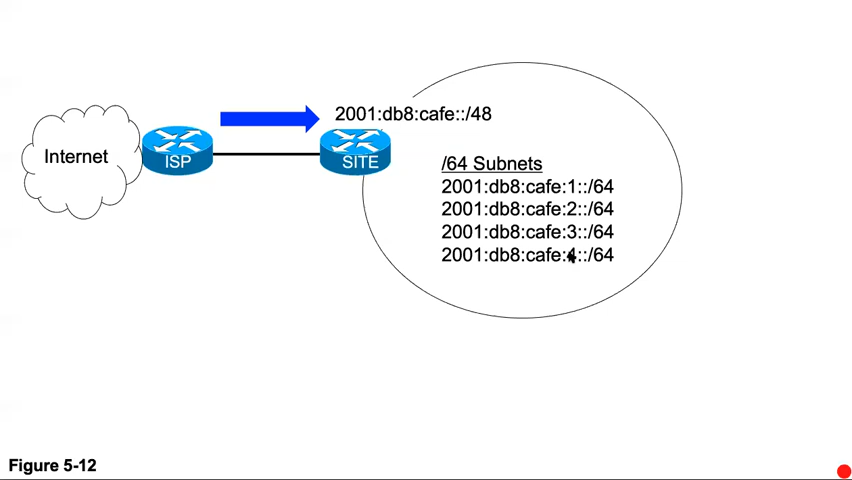 2001:db8:cafe::/48
Internet
ISP
SITE
/64 Subnets
2001:db8:cafe:1::/64
2001:db8:cafe:2::/64
2001:db8:cafe:3::/64
2001:db8:cafe:4::/64
Figure 5-12